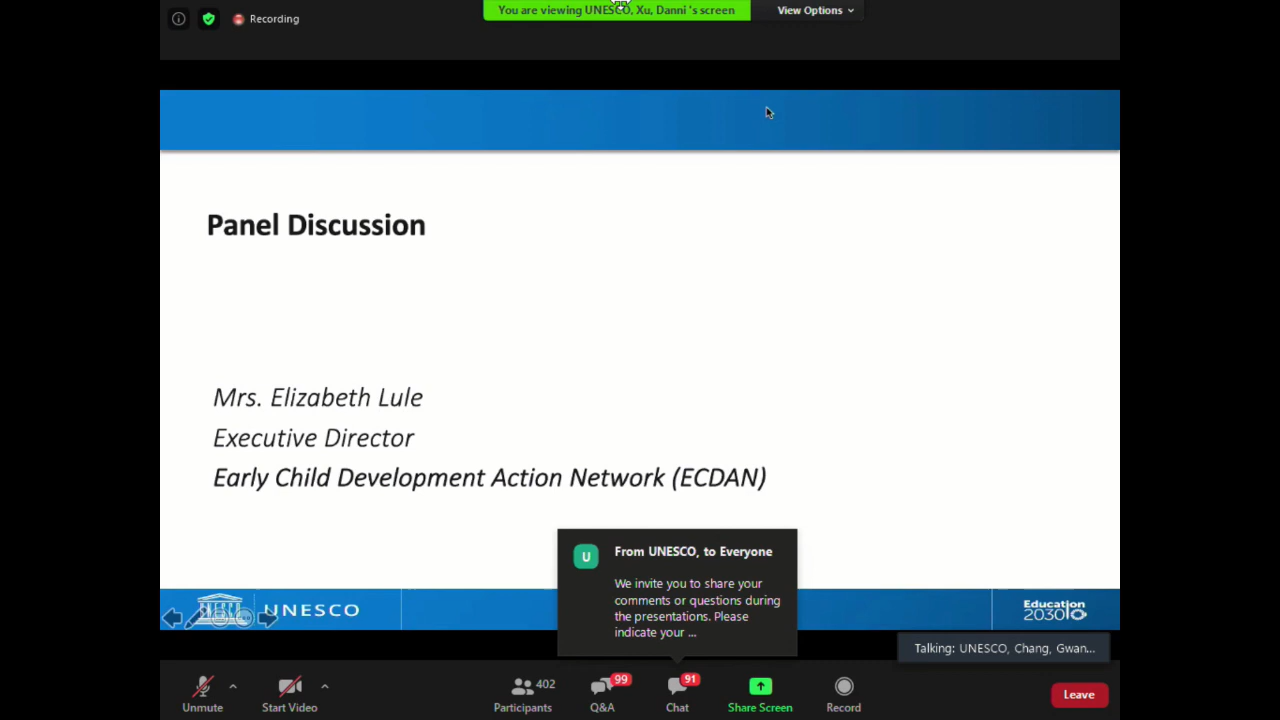 Recording
You are viewing UNESCO, Xu, Danni 's screen
View Options
Panel Discussion
Mrs. Elizabeth Lule
Executive Director
Early Child Development Action Network (ECDAN)
U
From UNESCO, to Everyone
We invite you to share your
comments or questions during
the presentations. Please
indicate your ...
UNESCO
Education
2030
Talking: UNESCO, Chang, Gwan...
Unmute
Start Video
402
Participants
99
Q&A
91
Chat
Share Screen
Record
Leave